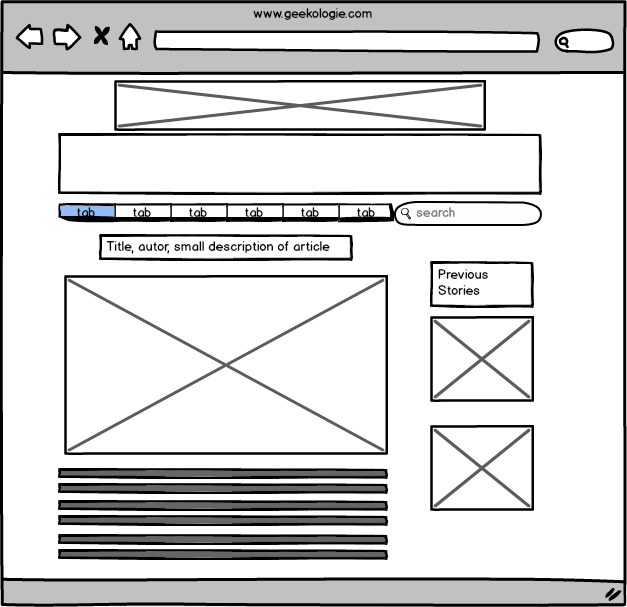 www.geekologie.com
tab tab tab tab tab tab search
Title, autor, small description of article
Previous
Stories